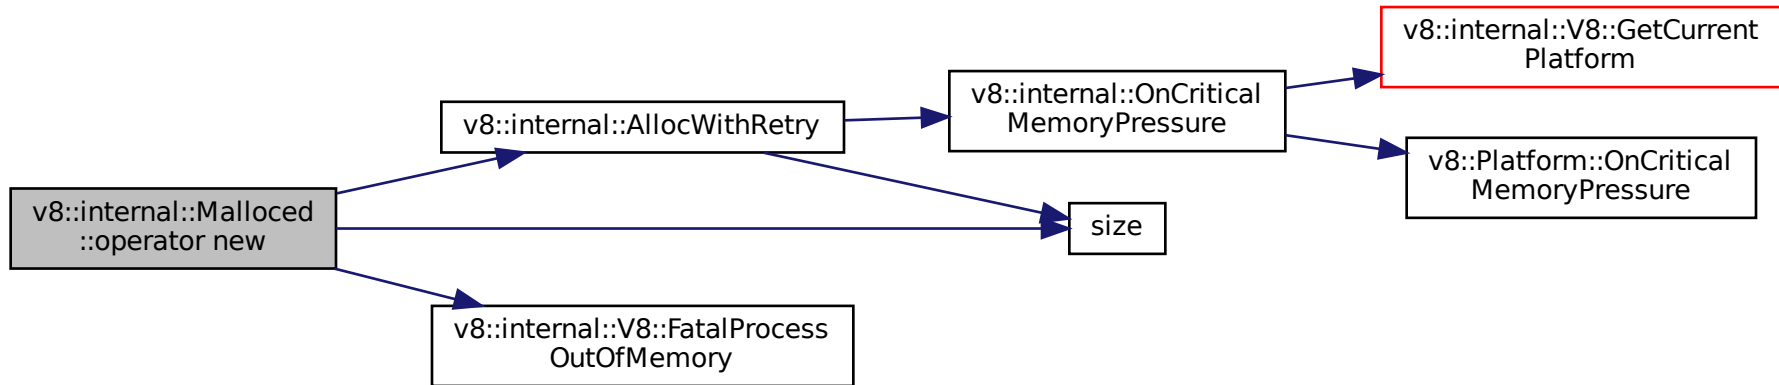 v8::internal::Malloced
::operator new
v8::internal::AllocWithRetry
v8::internal::V8::FatalProcess
OutOfMemory
v8::internal::OnCritical
MemoryPressure
size
v8::internal::V8::GetCurrent
Platform
v8::Platform::OnCritical
MemoryPressure